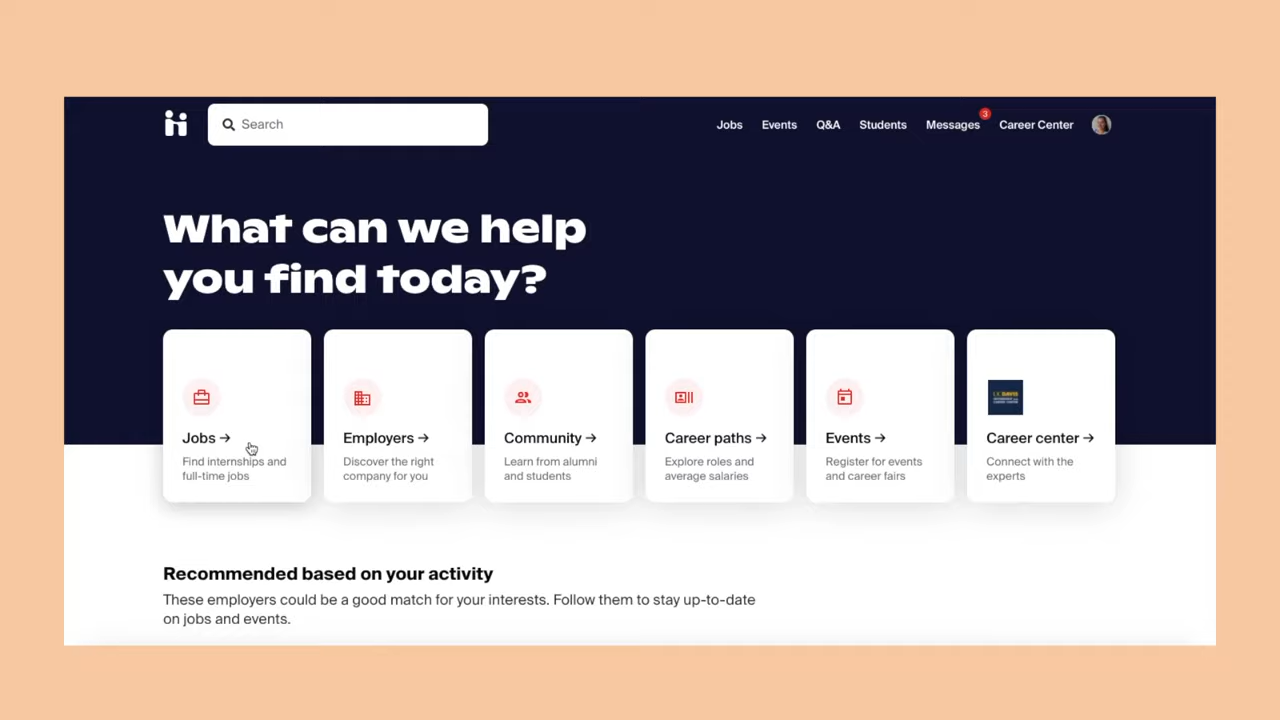 Search
Jobs
Events
Q&A
Students
Messages
3
Career Center
What can we help
you find today?
Jobs →
Find internships and
full-time jobs
Employers →
Discover the right
company for you
Community →
Learn from alumni
and students
Career paths →
Explore roles and
average salaries
Events →
Register for events
and career fairs
UC DAVIS
Career center →
Connect with the
experts
Recommended based on your activity
These employers could be a good match for your interests. Follow them to stay up-to-date
on jobs and events.